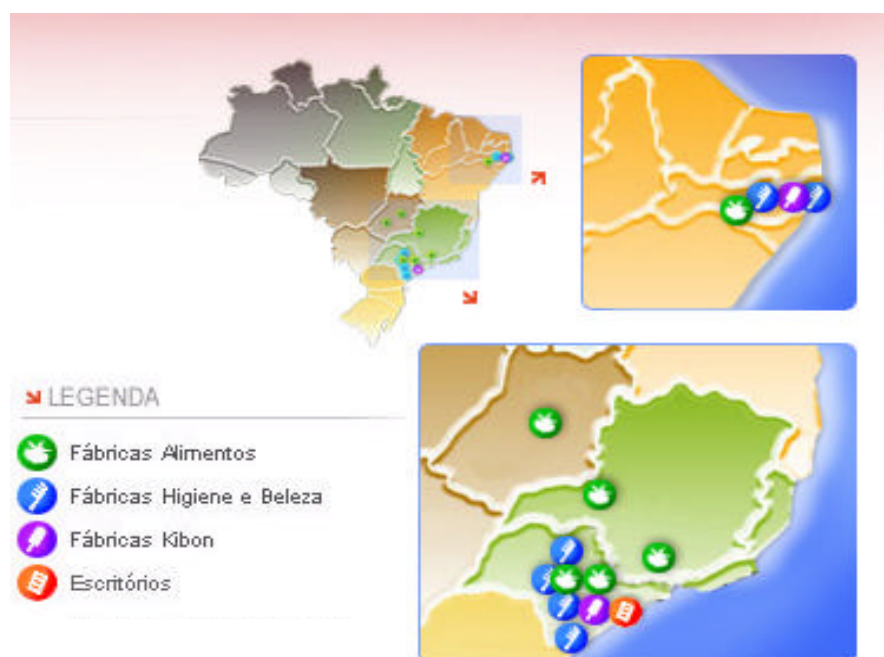 LEGENDA
Fábricas Alimentos
Fábricas Higiene e Beleza
Fábricas Kibon
Escritórios